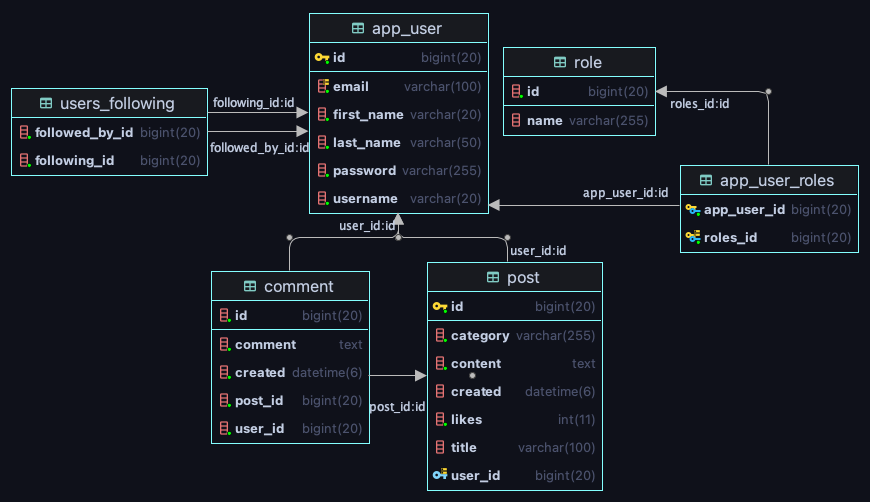 app_user
id bigint(20)
email varchar(100)
first_name varchar(20)
last_name varchar(50)
password varchar(255)
username varchar(20)
role
id bigint(20)
name varchar(255)
users_following
followed_by_id bigint(20)
following_id bigint(20)
following_id:id
followed_by_id:id
roles_id:id
app_user_roles
app_user_id bigint(20)
roles_id bigint(20)
app_user_id:id
user_id:id
user_id:id
comment
id bigint(20)
comment text
created datetime(6)
post_id bigint(20)
user_id bigint(20)
post_id:id
post
id bigint(20)
category varchar(255)
content text
created datetime(6)
likes int(11)
title varchar(100)
user_id bigint(20)